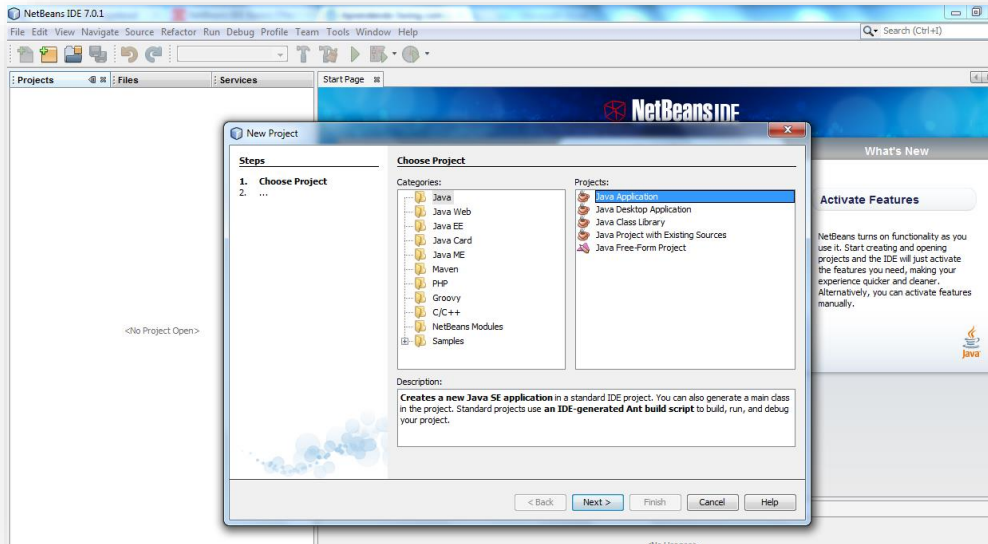 NetBeans IDE 7.0.1
File Edit View Navigate Source Refactor Run Debug Profile Team Tools Window Help
Search (Ctrl+I)
Projects
Files
Services
Start Page
NetBeans IDE
What's New
New Project
Steps
1. Choose Project
2. ...
Choose Project
Categories:
Java
Java Web
Java EE
Java Card
Java ME
Maven
PHP
Groovy
C/C++
NetBeans Modules
Samples
Projects:
Java Application
Java Desktop Application
Java Class Library
Java Project with Existing Sources
Java Free-Form Project
Description:
Creates a new Java SE application in a standard IDE project. You can also generate a main class
in the project. Standard projects use an IDE-generated Ant build script to build, run, and debug
your project.
< Back
Next >
Finish
Cancel
Help
Activate Features
NetBeans turns on functionality as you
use it. Start creating and opening
projects and the IDE will just activate
the features you need, making your
experience quicker and cleaner.
Alternatively, you can activate features
manually.
Java
<No Project Open>